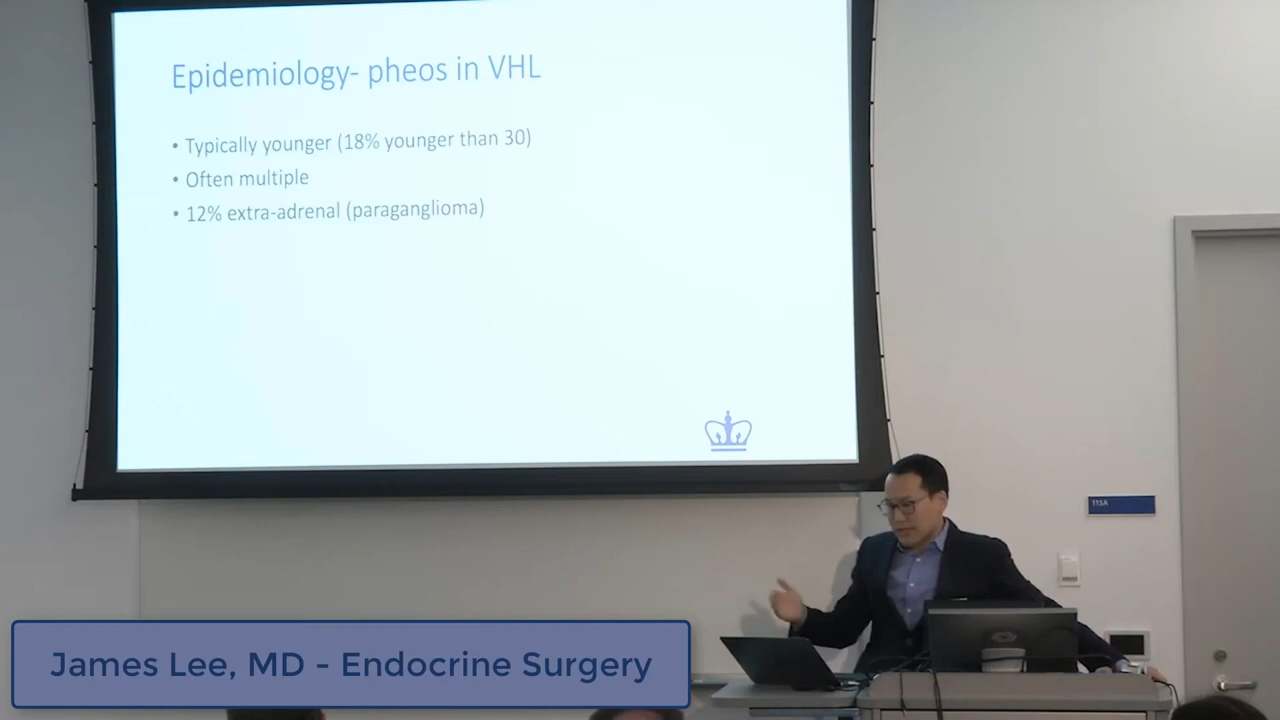 Epidemiology- pheos in VHL
• Typically younger (18% younger than 30)
• Often multiple
• 12% extra-adrenal (paraganglioma)
115A
James Lee, MD - Endocrine Surgery